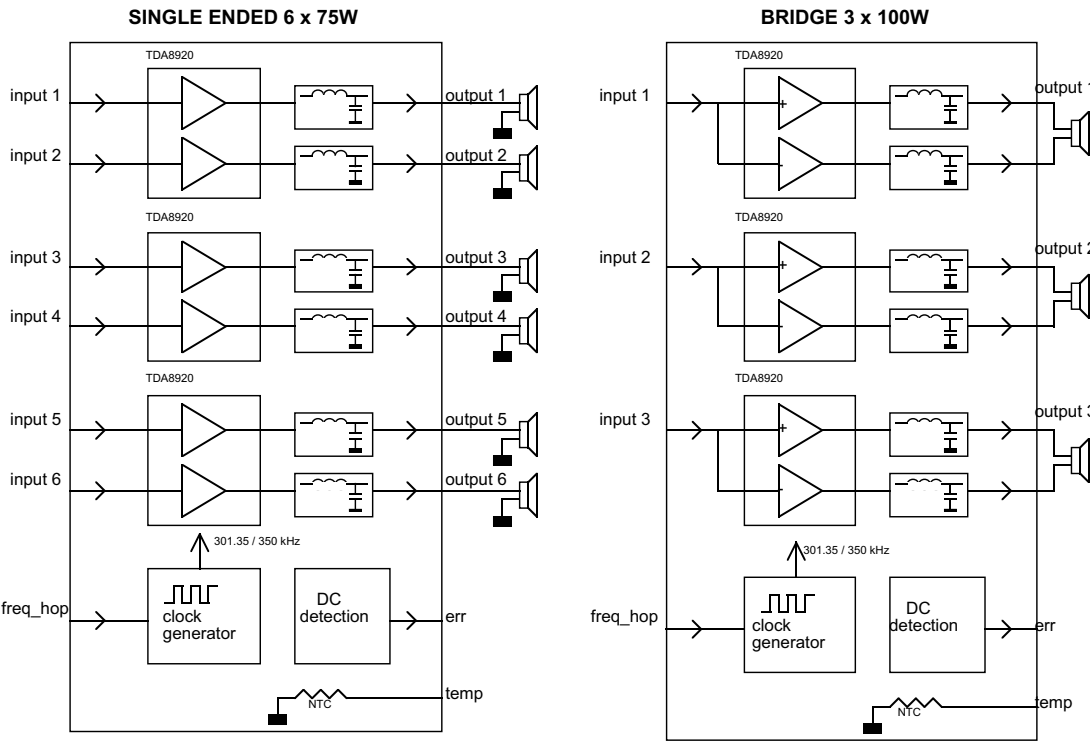 SINGLE ENDED 6 x 75W
TDA8920
input 1
output 1
input 2
output 2
TDA8920
input 3
output 3
input 4
output 4
TDA8920
input 5
output 5
input 6
output 6
301.35 / 350 kHz
freq_hop
clock
generator
DC
detection
err
temp
NTC
BRIDGE 3 x 100W
TDA8920
input 1
output 1
+
-
TDA8920
input 2
output 2
+
-
TDA8920
input 3
output 3
+
-
301.35 / 350 kHz
freq_hop
clock
generator
DC
detection
err
temp
NTC